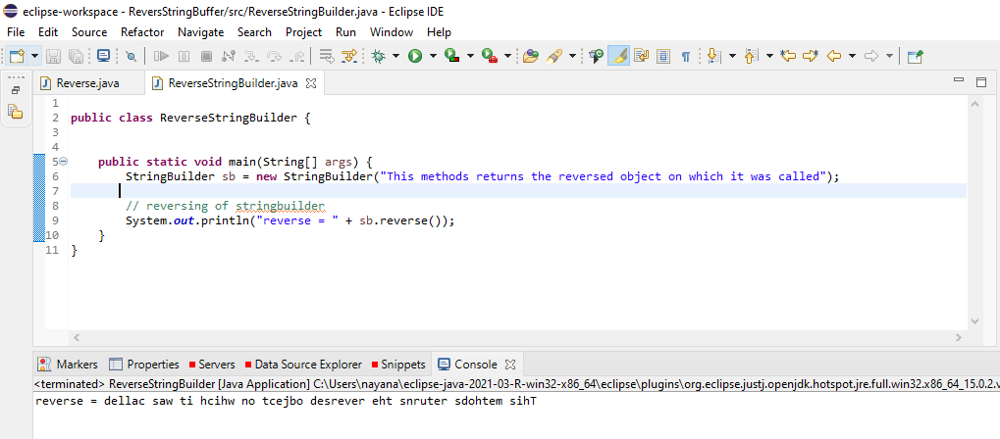 eclipse-workspace - ReversStringBuffer/src/ReverseStringBuilder.java - Eclipse IDE
File Edit Source Refactor Navigate Search Project Run Window Help
Reverse.java ReverseStringBuilder.java
1
2 public class ReverseStringBuilder {
3
4
5 public static void main(String[] args) {
6 StringBuilder sb = new StringBuilder("This methods returns the reversed object on which it was called");
7
8 // reversing of stringbuilder
9 System.out.println("reverse = " + sb.reverse());
10 }
11 }
Markers Properties Servers Data Source Explorer Snippets Console
<terminated> ReverseStringBuilder [Java Application] C:\Users\nayana\eclipse-java-2021-03-R-win32-x86_64\eclipse\plugins\org.eclipse.justj.openjdk.hotspot.jre.full.win32.x86_64_15.0.2.v
reverse = dellac saw ti hcihw no tcejbo desrever eht snruter sdohtem sihT